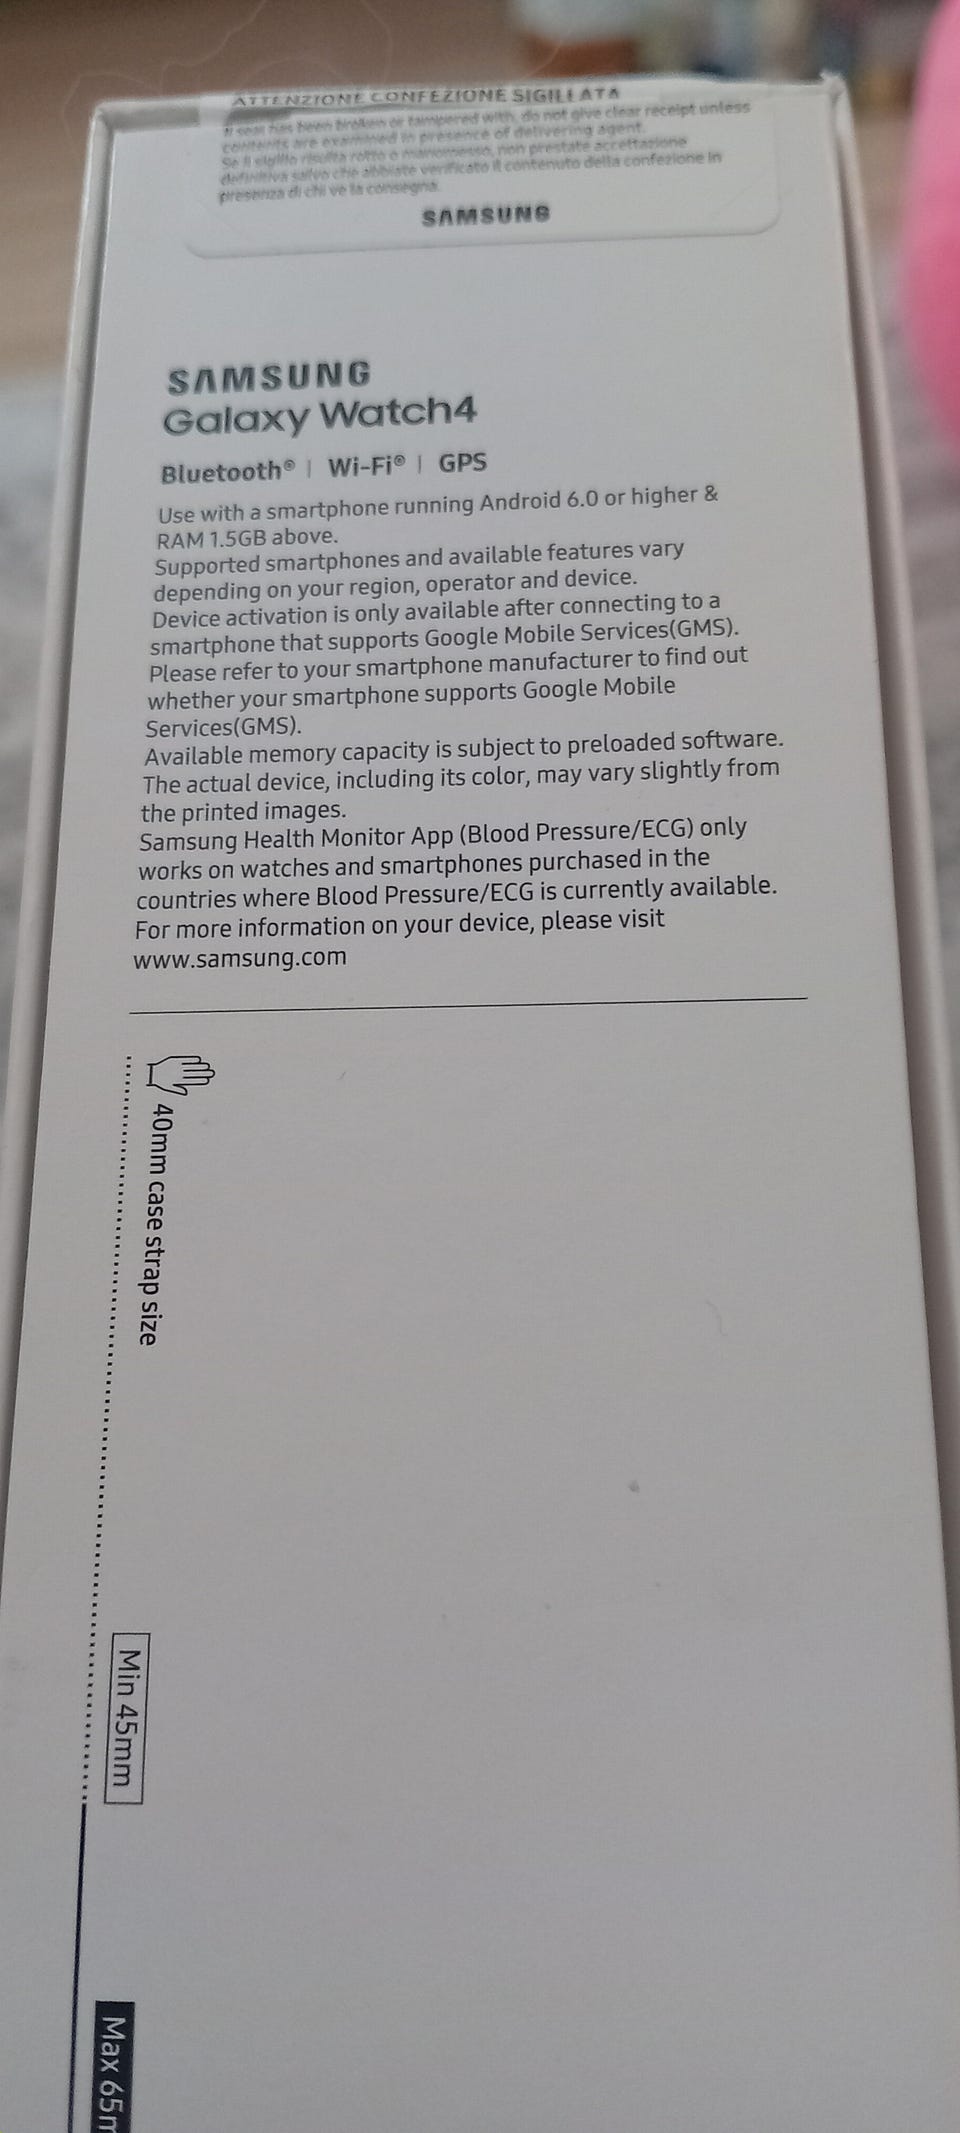 ATTENZIONE CONFEZIONE SIGILLATA
If seal has been broken or tampered with, do not give clear receipt unless
contents are examined in presence of delivering agent.
Se il sigillo risulta rotto o manomesso, non prestate accettazione
definitiva salvo che abbiate verificato il contenuto della confezione in
presenza di chi ve la consegna.
SAMSUNG
SAMSUNG
Galaxy Watch4
Bluetooth® | Wi-Fi® | GPS
Use with a smartphone running Android 6.0 or higher &
RAM 1.5GB above.
Supported smartphones and available features vary
depending on your region, operator and device.
Device activation is only available after connecting to a
smartphone that supports Google Mobile Services(GMS).
Please refer to your smartphone manufacturer to find out
whether your smartphone supports Google Mobile
Services(GMS).
Available memory capacity is subject to preloaded software.
The actual device, including its color, may vary slightly from
the printed images.
Samsung Health Monitor App (Blood Pressure/ECG) only
works on watches and smartphones purchased in the
countries where Blood Pressure/ECG is currently available.
For more information on your device, please visit
www.samsung.com
40mm case strap size
Min 45mm
Max 65m